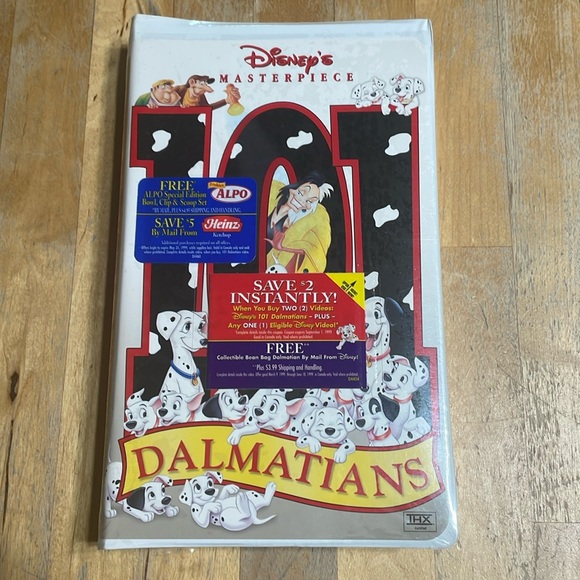 Disney's
MASTERPIECE
101
FREE
ALPO Special Edition
Bowl, Clip & Scoop Set
ALPO
SAVE $5
By Mail From
Heinz
Ketchup
SAVE $2
INSTANTLY!
When You Buy TWO (2) Videos:
Disney's 101 Dalmatians – PLUS –
Any ONE (1) Eligible Disney Video!*
FREE**
Collectible Bean Bag Dalmatian By Mail From Disney!
**Plus $3.99 Shipping and Handling.
DALMATIANS
THX